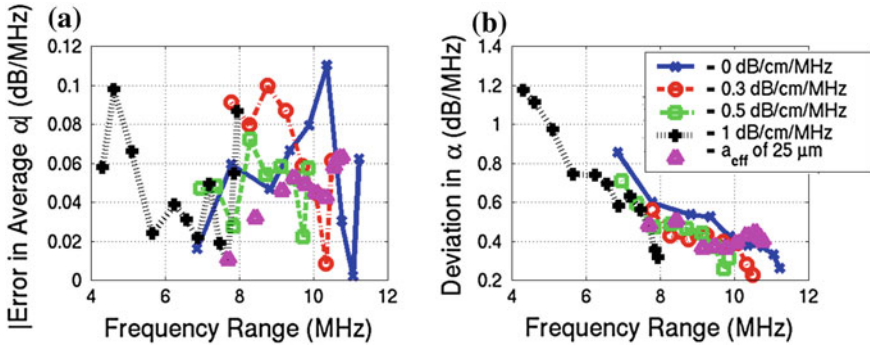 (a)
|Error in Average α| (dB/MHz)
0.12
0.1
0.08
0.06
0.04
0.02
0
4 6 8 10 12
Frequency Range (MHz)
(b)
Deviation in α (dB/MHz)
1.4
1.2
1
0.8
0.6
0.4
0.2
4 6 8 10 12
Frequency Range (MHz)
- 0 dB/cm/MHz
- 0.3 dB/cm/MHz
- 0.5 dB/cm/MHz
- 1 dB/cm/MHz
- a_eff of 25 µm